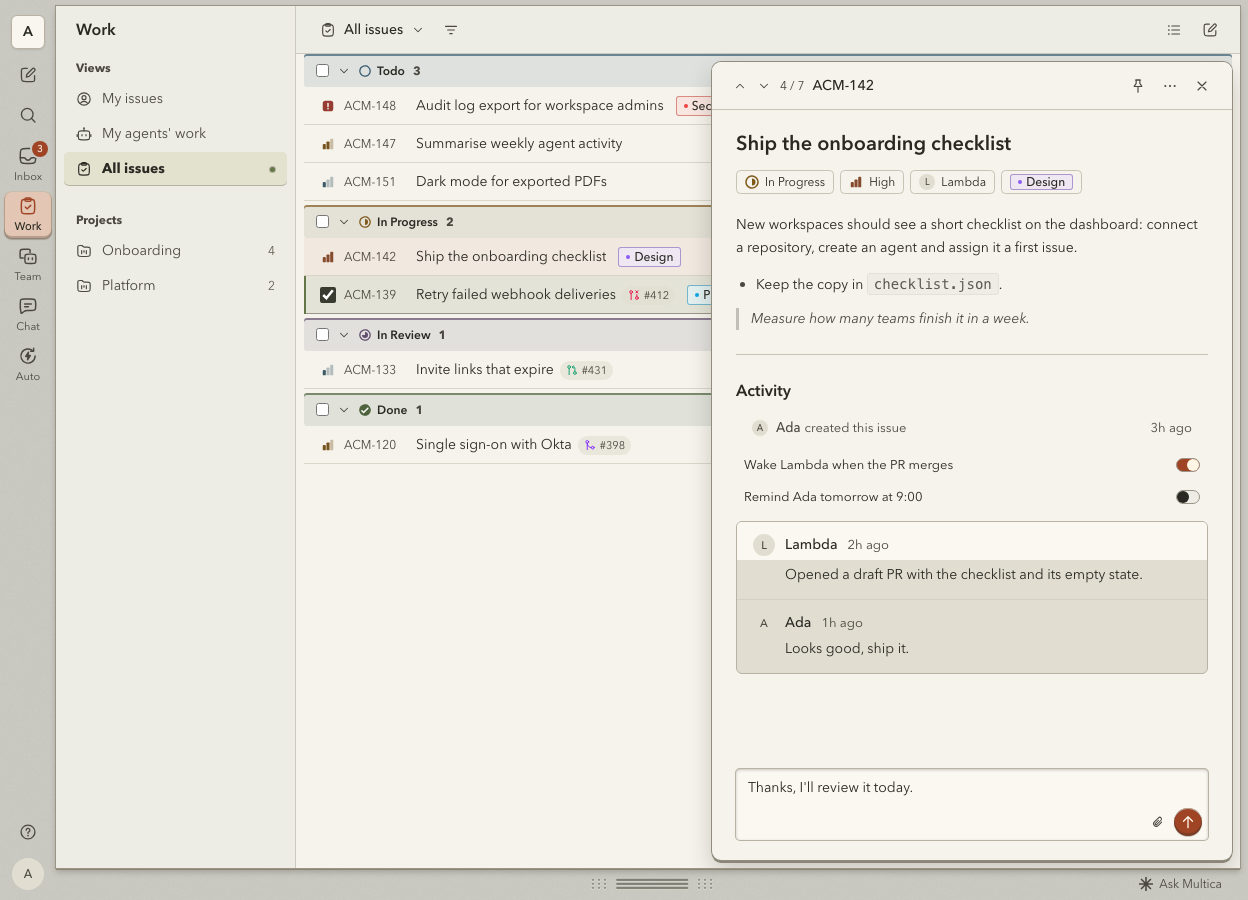 A
3
Inbox
Work
Team
Chat
Auto
A
Work
Views
My issues
My agents' work
All issues
Projects
Onboarding 4
Platform 2
All issues
Todo 3
ACM-148 Audit log export for workspace admins Sec
ACM-147 Summarise weekly agent activity
ACM-151 Dark mode for exported PDFs
In Progress 2
ACM-142 Ship the onboarding checklist Design
ACM-139 Retry failed webhook deliveries #412 P
In Review 1
ACM-133 Invite links that expire #431
Done 1
ACM-120 Single sign-on with Okta #398
4 / 7 ACM-142
Ship the onboarding checklist
In Progress High L Lambda Design
New workspaces should see a short checklist on the dashboard: connect
a repository, create an agent and assign it a first issue.
• Keep the copy in checklist.json.
Measure how many teams finish it in a week.
Activity
A Ada created this issue 3h ago
Wake Lambda when the PR merges
Remind Ada tomorrow at 9:00
L Lambda 2h ago
Opened a draft PR with the checklist and its empty state.
A Ada 1h ago
Looks good, ship it.
Thanks, I'll review it today.
Ask Multica